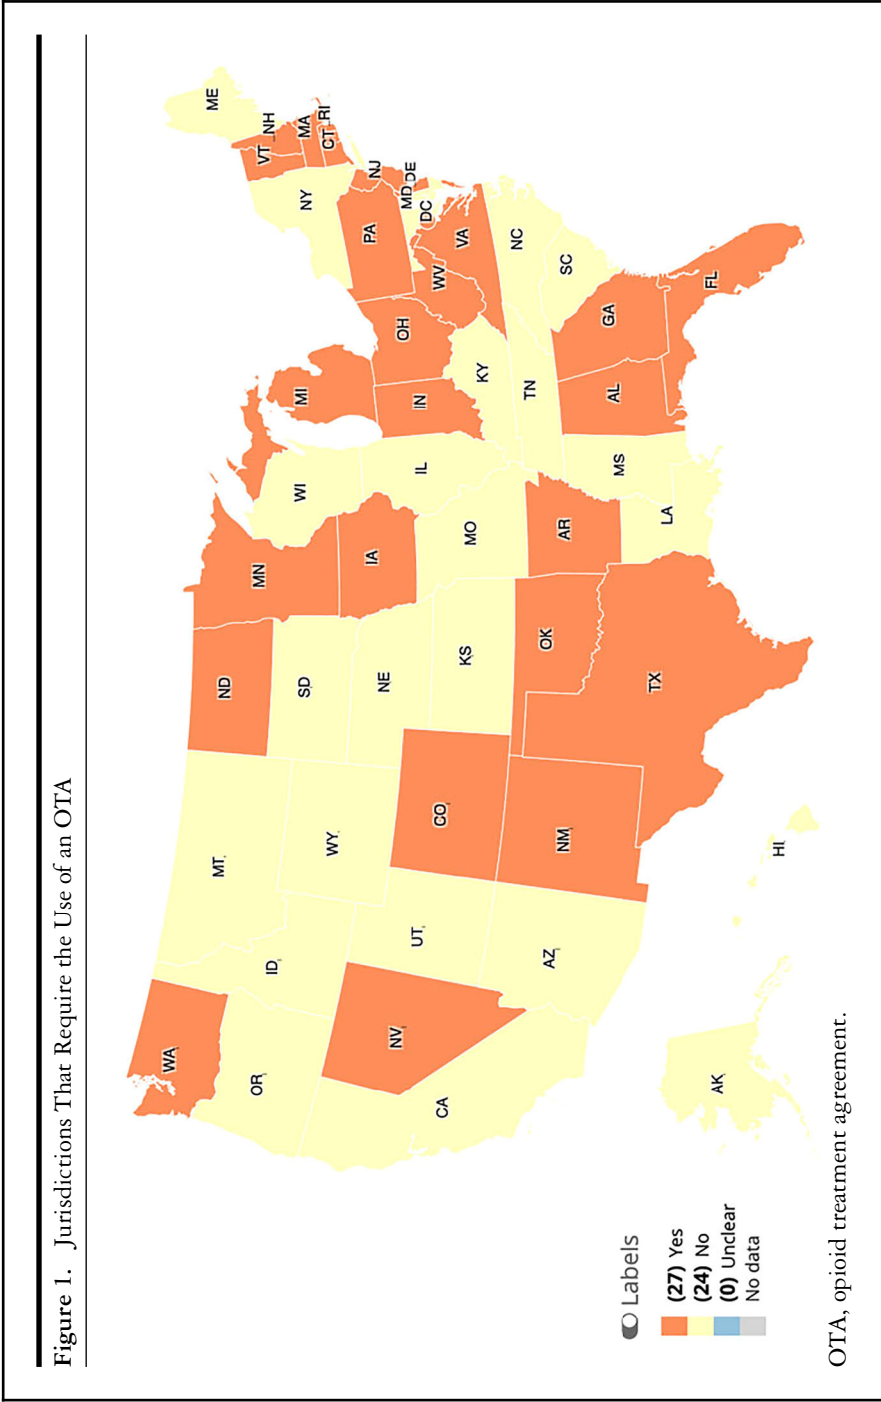 Figure 1. Jurisdictions That Require the Use of an OTA
WA
MT
ND
MN
ME
VT
NH
MA
CT
RI
NY
OR
ID
WY
SD
WI
MI
PA
NJ
NV
UT
CO
NE
IA
IL
IN
OH
WV
MD
DE
DC
VA
CA
KS
MO
KY
AZ
NM
OK
AR
TN
NC
SC
TX
LA
MS
AL
GA
FL
AK
HI
Labels
(27) Yes
(24) No
(0) Unclear
No data
OTA, opioid treatment agreement.